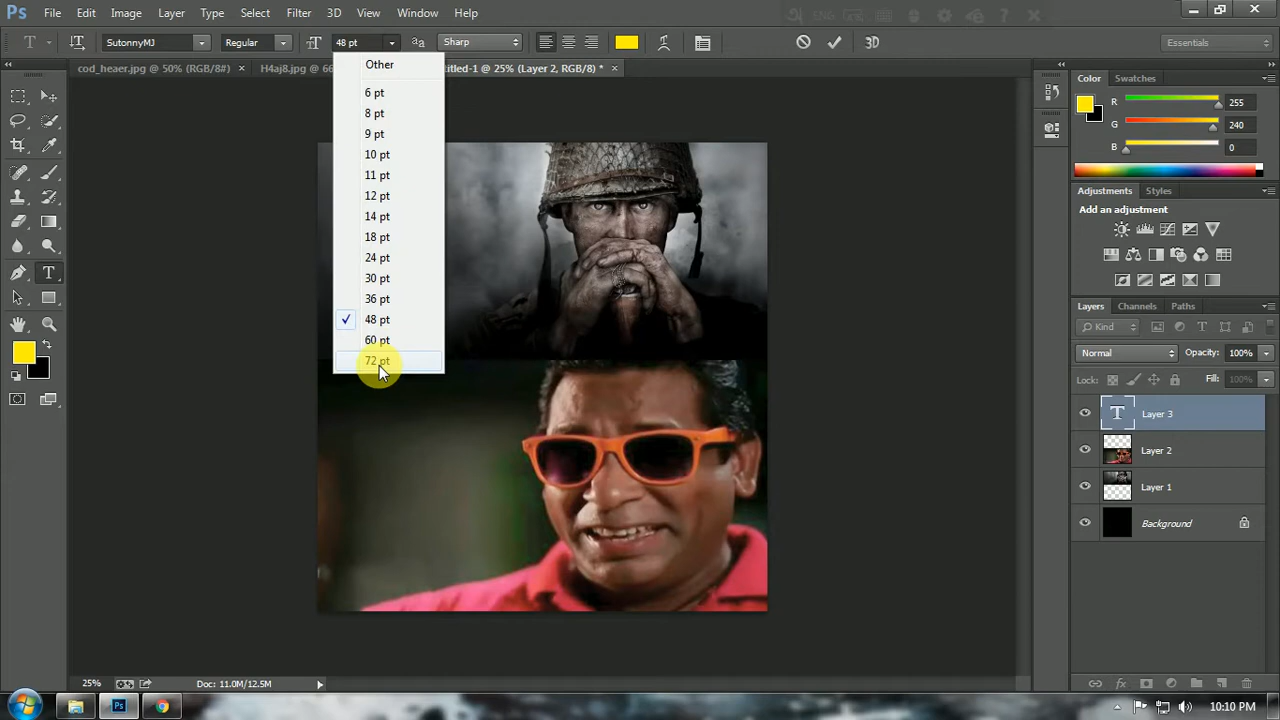 Ps File Edit Image Layer Type Select Filter 3D View Window Help
ENG
T SutonnyMJ Regular 48 pt Sharp 3D Essentials
cod_heaer.jpg @ 50% (RGB/8#) × H4aj8.jpg @ 66 titled-1 @ 25% (Layer 2, RGB/8) * ×
Other
6 pt
8 pt
9 pt
10 pt
11 pt
12 pt
14 pt
18 pt
24 pt
30 pt
36 pt
48 pt
60 pt
72 pt
Color Swatches
R 255
G 240
B 0
Adjustments Styles
Add an adjustment
Layers Channels Paths
Kind
Normal Opacity: 100%
Lock: Fill: 100%
T Layer 3
Layer 2
Layer 1
Background
25% Doc: 11.0M/12.5M
Ps 10:10 PM